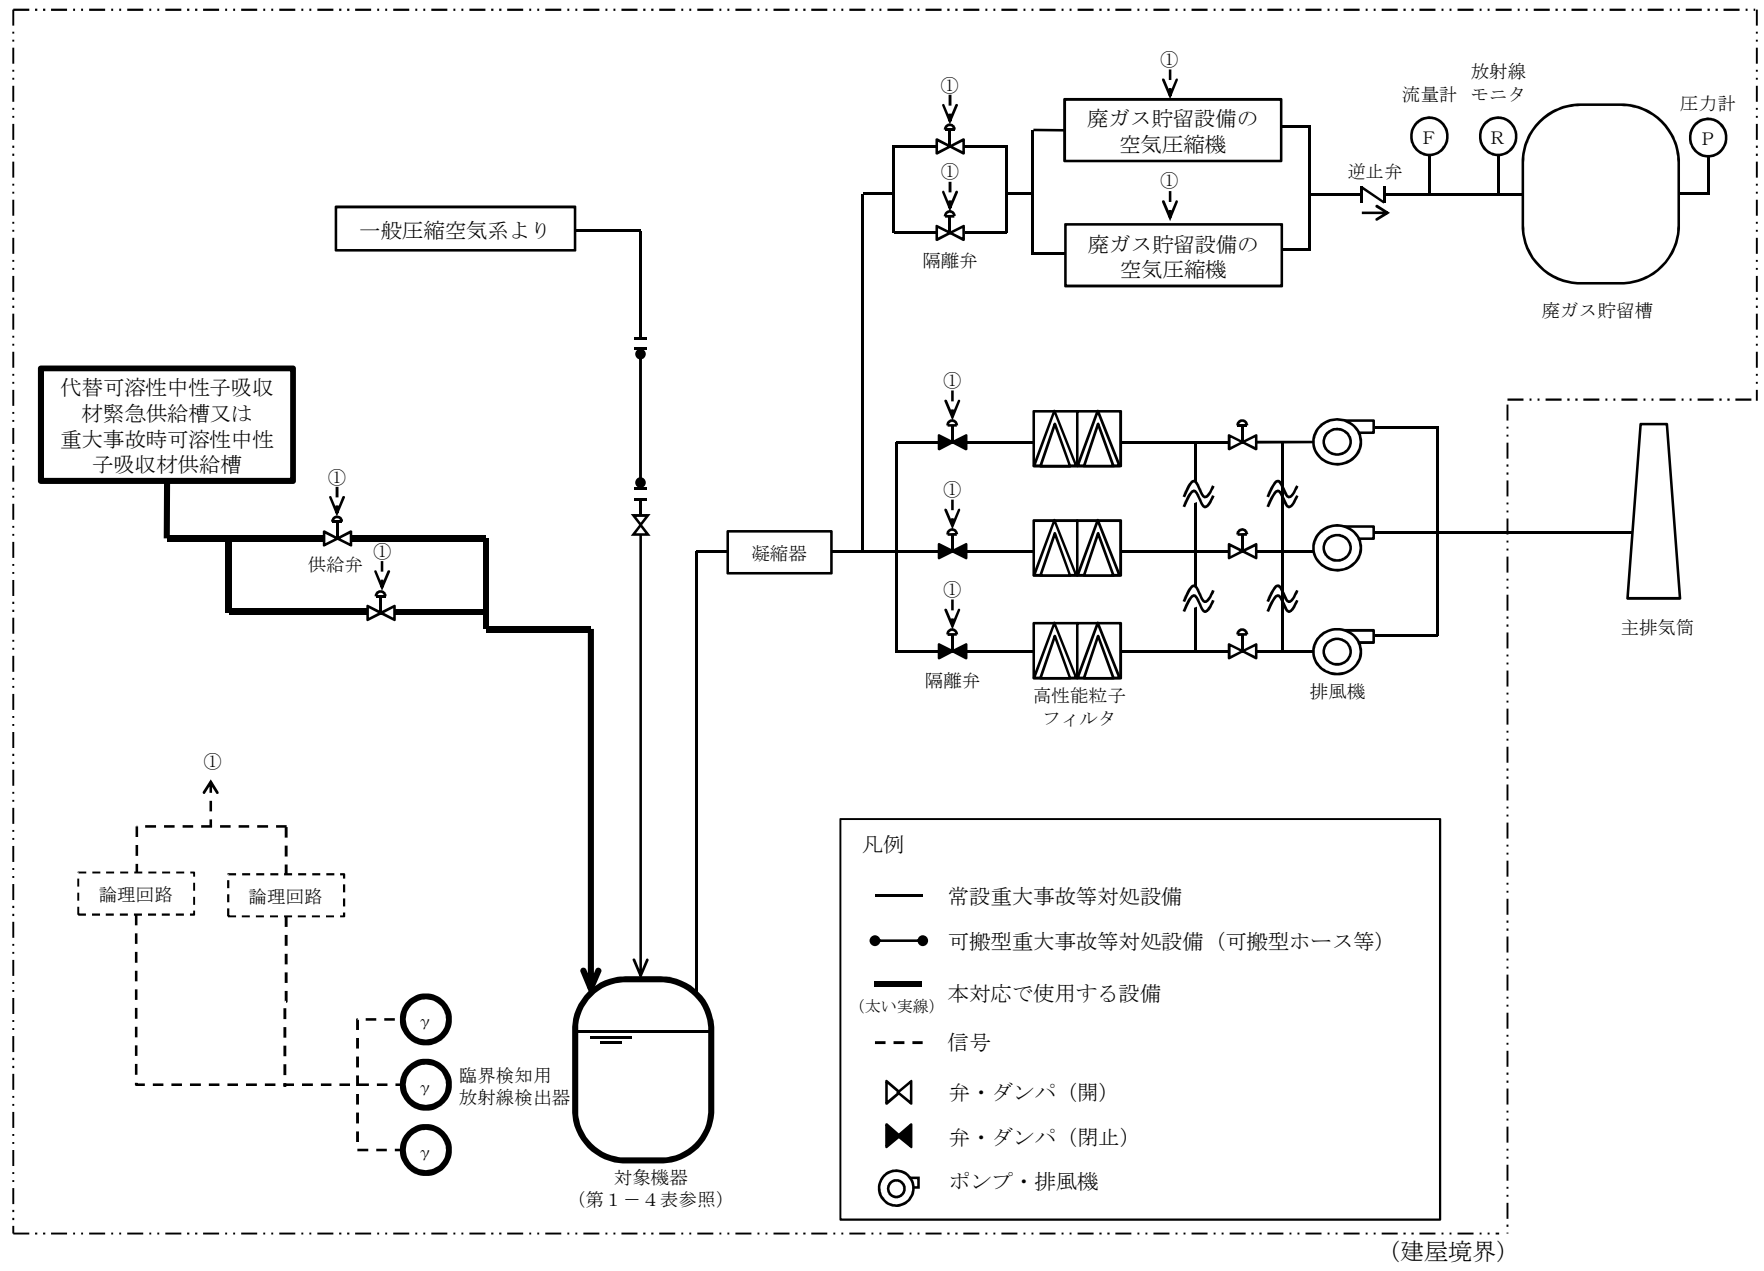 ①
①
廃ガス貯留設備の
空気圧縮機
放射線
モニタ
流量計
圧力計
F
R
P
①
①
逆止弁
一般圧縮空気系より
廃ガス貯留設備の
空気圧縮機
隔離弁
廃ガス貯留槽
代替可溶性中性子吸収
材緊急供給槽又は
重大事故時可溶性中性
子吸収材供給槽
①
①
①
供給弁
①
凝縮器
①
隔離弁
高性能粒子
フィルタ
排風機
主排気筒
①
論理回路
論理回路
γ
γ
γ
臨界検知用
放射線検出器
対象機器
（第１－４表参照）
凡例
常設重大事故等対処設備
可搬型重大事故等対処設備（可搬型ホース等）
本対応で使用する設備
（太い実線）
信号
弁・ダンパ（開）
弁・ダンパ（閉止）
ポンプ・排風機
（建屋境界）